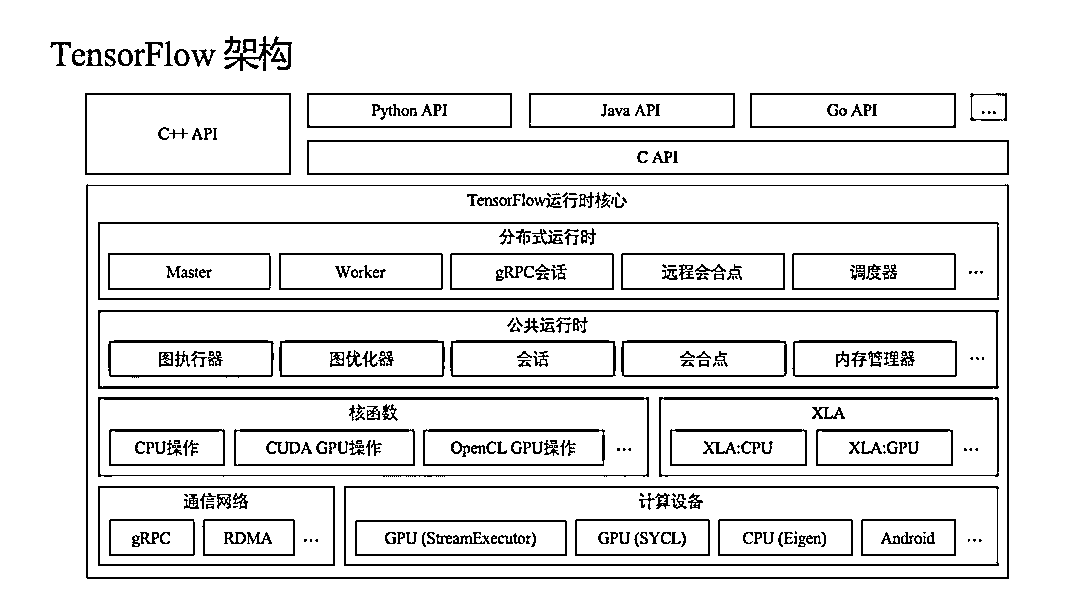 TensorFlow 架构
C++ API
Python API
Java API
Go API
...
C API
TensorFlow运行时核心
分布式运行时
Master
Worker
gRPC会话
远程会合点
调度器
...
公共运行时
图执行器
图优化器
会话
会合点
内存管理器
...
核函数
CPU操作
CUDA GPU操作
OpenCL GPU操作
...
XLA
XLA:CPU
XLA:GPU
...
通信网络
gRPC
RDMA
...
计算设备
GPU (StreamExecutor)
GPU (SYCL)
CPU (Eigen)
Android
...